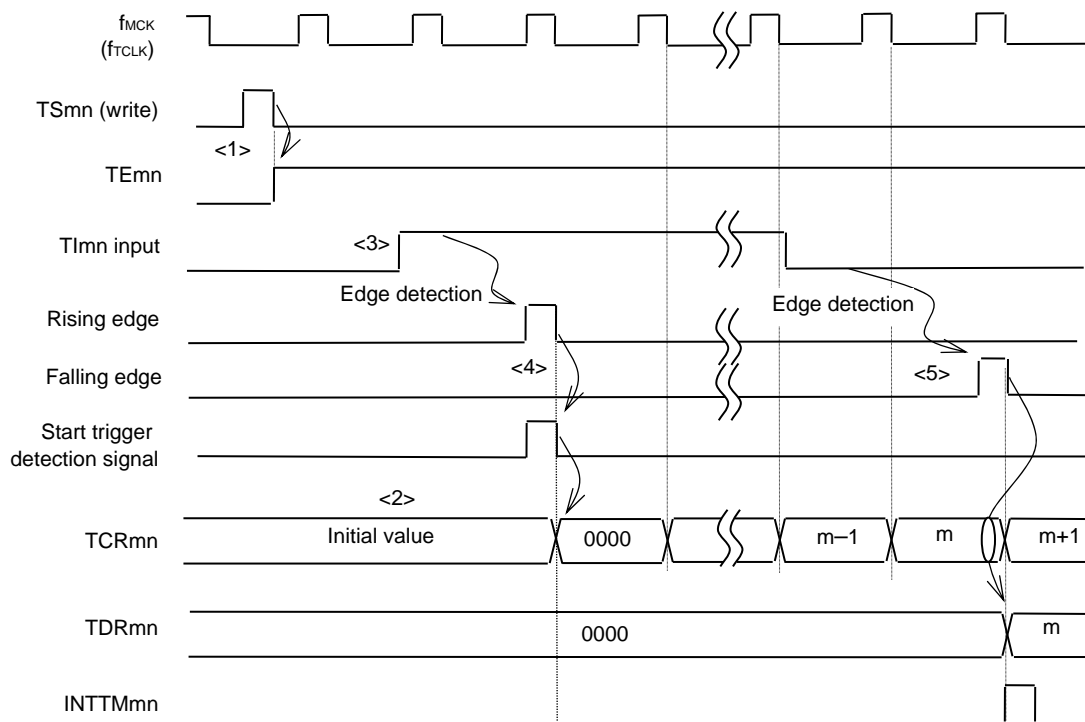 fMCK
(fTCLK)
TSmn (write)
<1>
TEmn
TImn input
<3>
Edge detection
Edge detection
Rising edge
<4>
<5>
Falling edge
Start trigger
detection signal
<2>
TCRmn
Initial value
0000
m–1
m
m+1
TDRmn
0000
m
INTTMmn